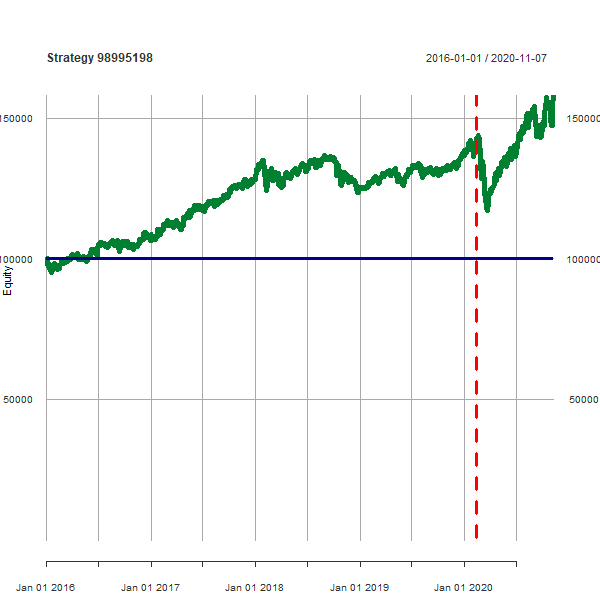 Strategy 98995198
2016-01-01 / 2020-11-07
150000 150000
100000 100000
Equity
50000 50000
Jan 01 2016 Jan 01 2017 Jan 01 2018 Jan 01 2019 Jan 01 2020